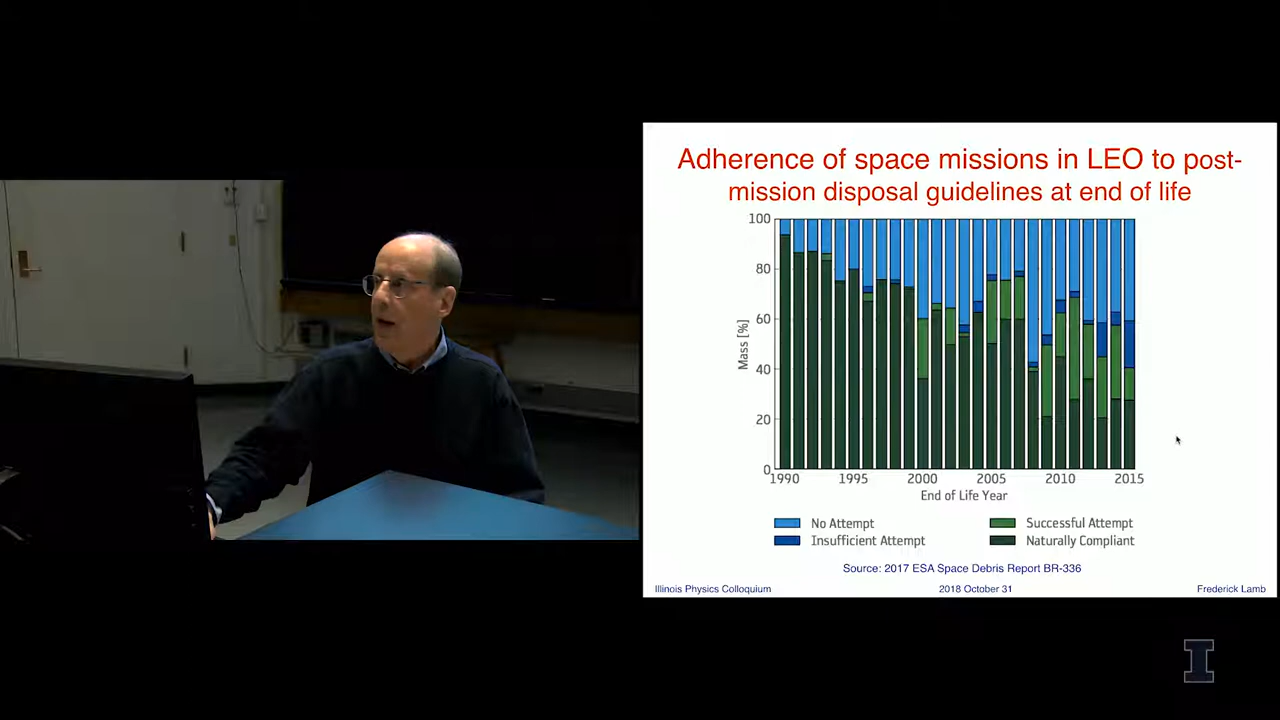 Adherence of space missions in LEO to post-
mission disposal guidelines at end of life
100
80
60
40
20
0
Mass [%]
1990 1995 2000 2005 2010 2015
End of Life Year
No Attempt
Insufficient Attempt
Successful Attempt
Naturally Compliant
Source: 2017 ESA Space Debris Report BR-336
Illinois Physics Colloquium 2018 October 31 Frederick Lamb
I